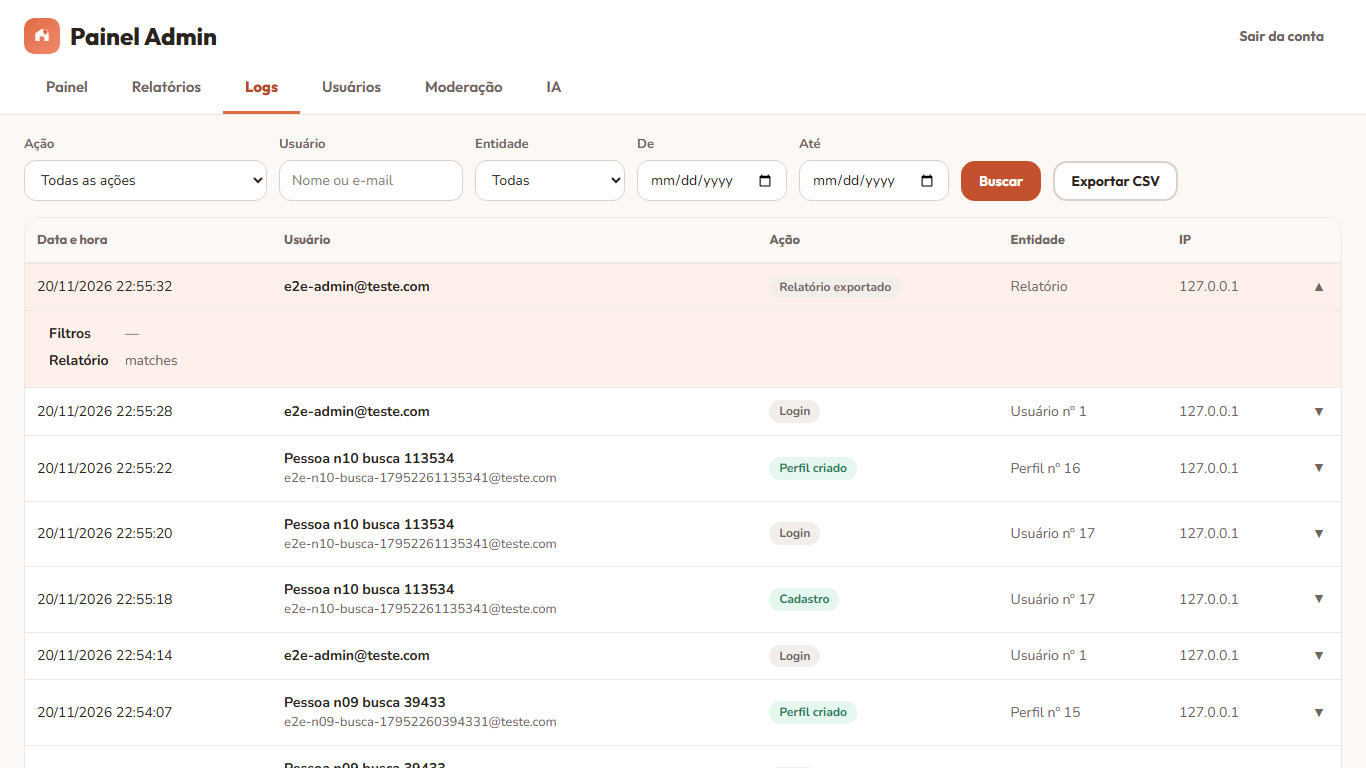 Painel Admin
Sair da conta
Painel Relatórios Logs Usuários Moderação IA
Ação Usuário Entidade De Até
Todas as ações Nome ou e-mail Todas mm/dd/yyyy mm/dd/yyyy Buscar Exportar CSV
Data e hora Usuário Ação Entidade IP
20/11/2026 22:55:32 e2e-admin@teste.com Relatório exportado Relatório 127.0.0.1 ▲
Filtros —
Relatório matches
20/11/2026 22:55:28 e2e-admin@teste.com Login Usuário nº 1 127.0.0.1 ▼
20/11/2026 22:55:22 Pessoa n10 busca 113534 Perfil criado Perfil nº 16 127.0.0.1 ▼
e2e-n10-busca-17952261135341@teste.com
20/11/2026 22:55:20 Pessoa n10 busca 113534 Login Usuário nº 17 127.0.0.1 ▼
e2e-n10-busca-17952261135341@teste.com
20/11/2026 22:55:18 Pessoa n10 busca 113534 Cadastro Usuário nº 17 127.0.0.1 ▼
e2e-n10-busca-17952261135341@teste.com
20/11/2026 22:54:14 e2e-admin@teste.com Login Usuário nº 1 127.0.0.1 ▼
20/11/2026 22:54:07 Pessoa n09 busca 39433 Perfil criado Perfil nº 15 127.0.0.1 ▼
e2e-n09-busca-17952260394331@teste.com
Pessoa n09 busca 39433